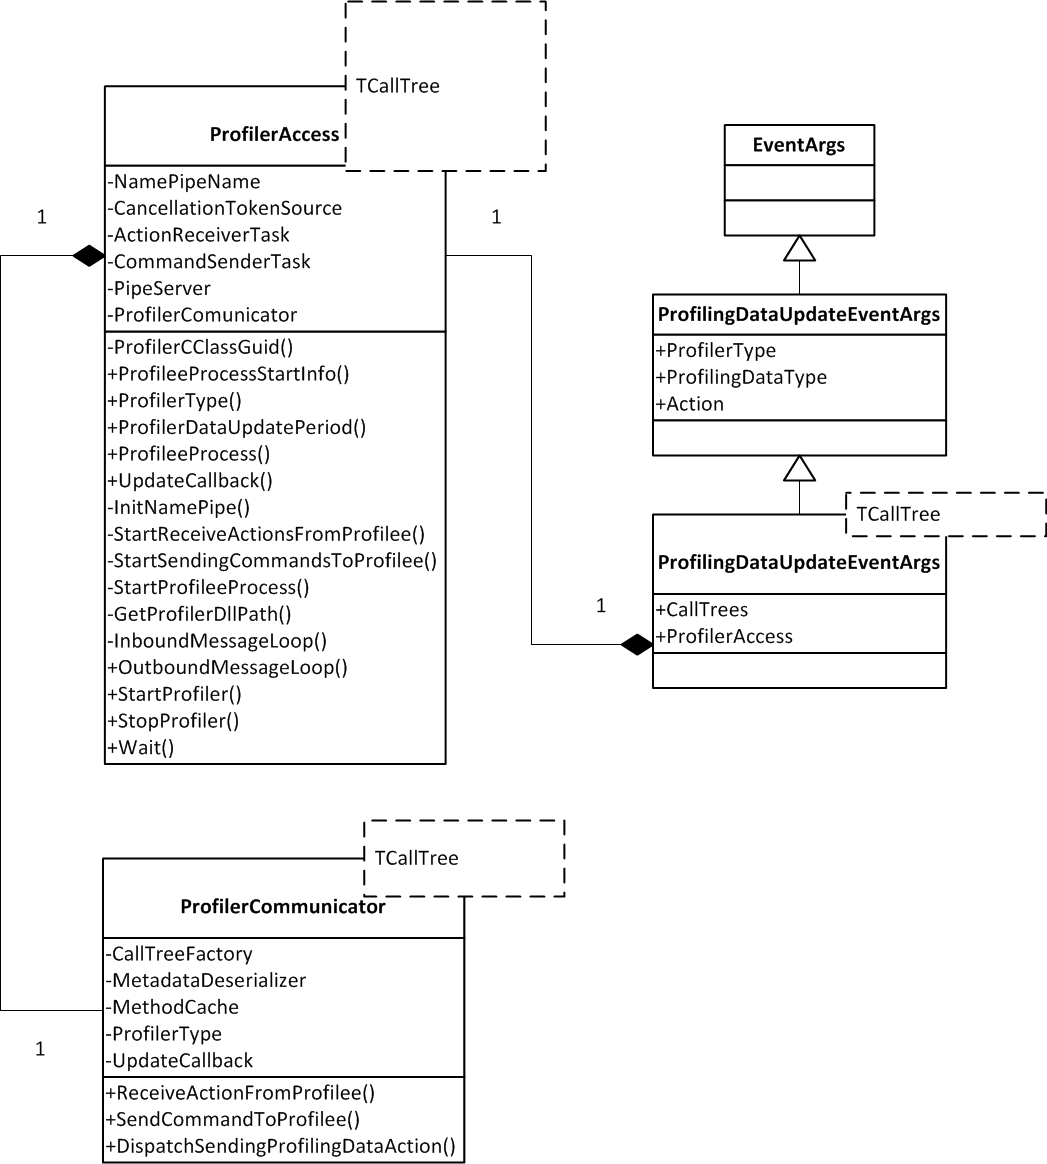 TCallTree
ProfilerAccess
-NamePipeName
-CancellationTokenSource
-ActionReceiverTask
-CommandSenderTask
-PipeServer
-ProfilerComunicator
-ProfilerCClassGuid()
+ProfileeProcessStartInfo()
+ProfilerType()
+ProfilerDataUpdatePeriod()
+ProfileeProcess()
+UpdateCallback()
-InitNamePipe()
-StartReceiveActionsFromProfilee()
-StartSendingCommandsToProfilee()
-StartProfileeProcess()
-GetProfilerDllPath()
-InboundMessageLoop()
+OutboundMessageLoop()
+StartProfiler()
+StopProfiler()
+Wait()
1
1
EventArgs
ProfilingDataUpdateEventArgs
+ProfilerType
+ProfilingDataType
+Action
TCallTree
ProfilingDataUpdateEventArgs
+CallTrees
+ProfilerAccess
1
TCallTree
ProfilerCommunicator
-CallTreeFactory
-MetadataDeserializer
-MethodCache
-ProfilerType
-UpdateCallback
+ReceiveActionFromProfilee()
+SendCommandToProfilee()
+DispatchSendingProfilingDataAction()
1